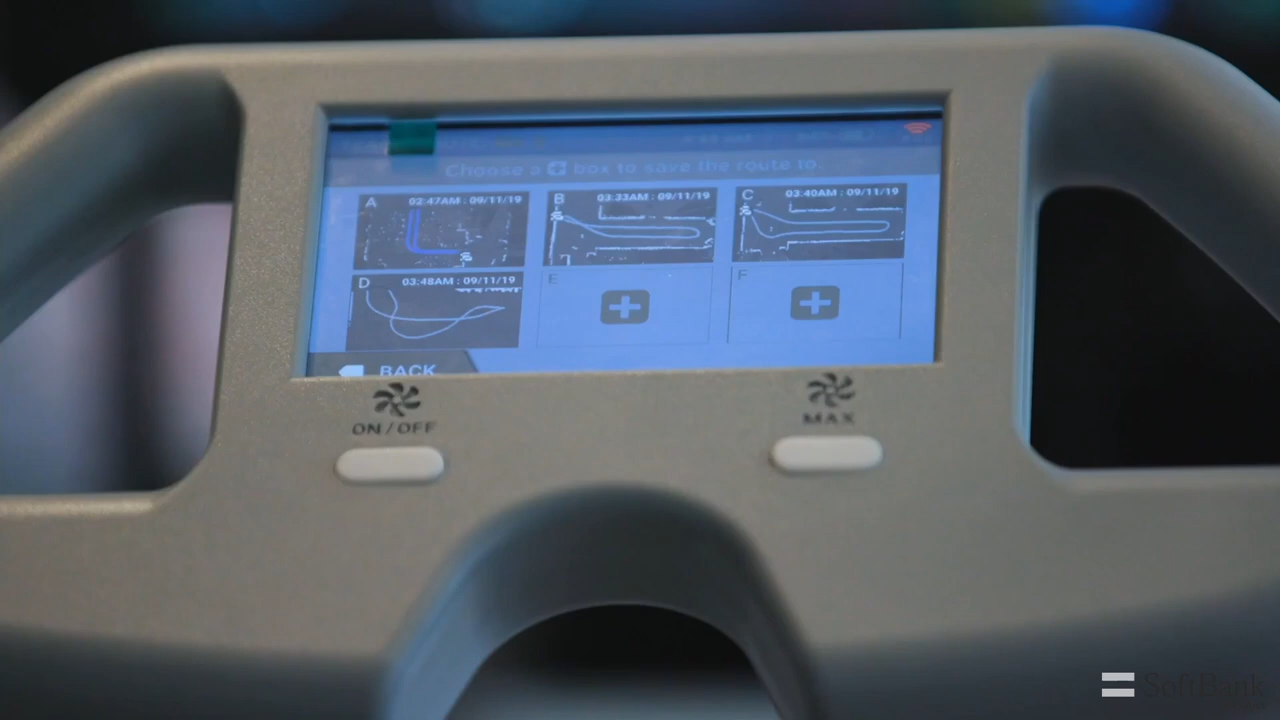 Choose a + box to save the route to.
A 02:47AM : 09/11/19
B 03:33AM : 09/11/19
C 03:40AM : 09/11/19
D 03:48AM : 09/11/19
E
F
BACK
ON/OFF
MAX
SoftBank